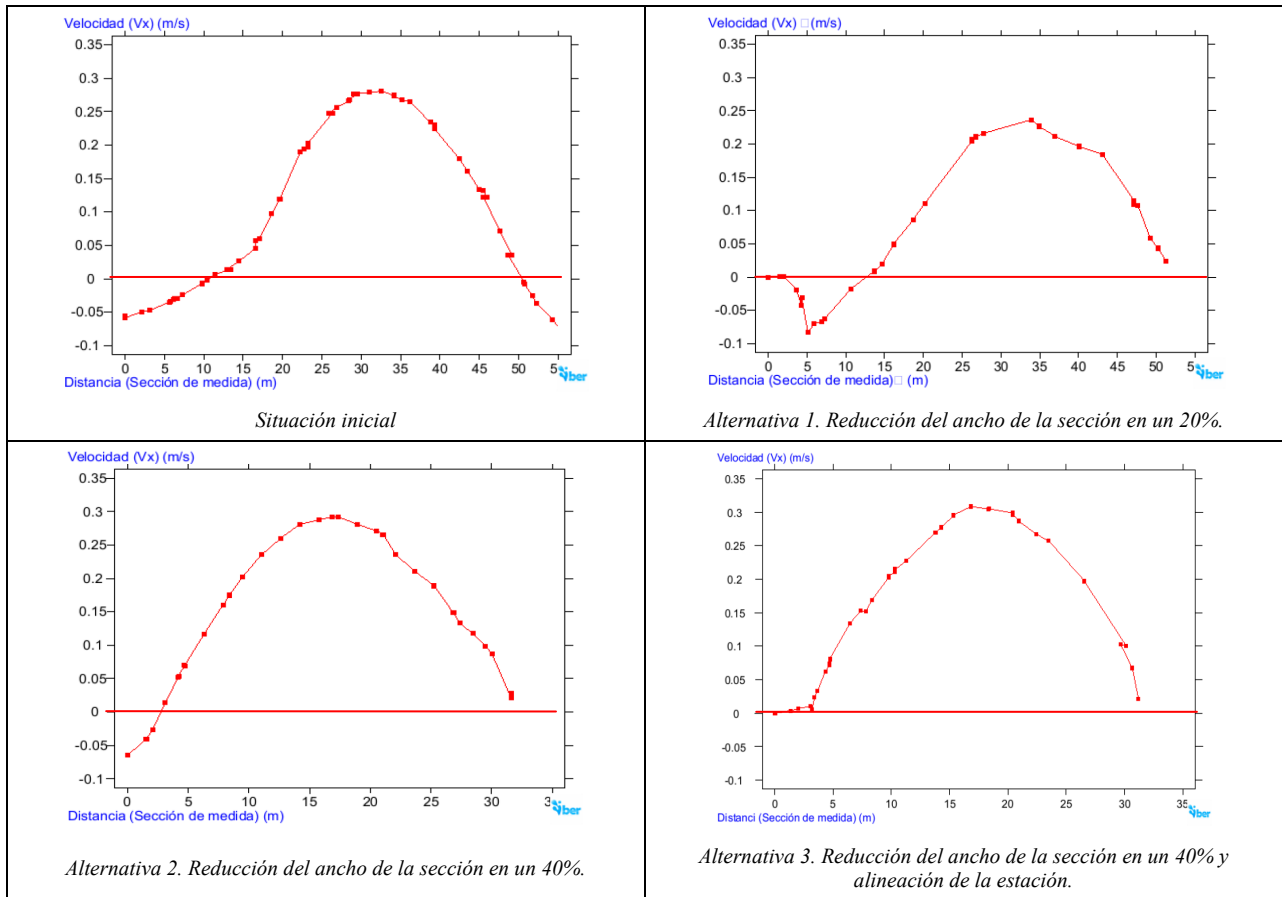 Velocidad (Vx) (m/s)
0.35
0.3
0.25
0.2
0.15
0.1
0.05
0
-0.05
-0.1
0 5 10 15 20 25 30 35 40 45 50 5
Distancia (Sección de medida) (m)
iber
Situación inicial
Velocidad (Vx) □(m/s)
0.35
0.3
0.25
0.2
0.15
0.1
0.05
0
-0.05
-0.1
0 5 10 15 20 25 30 35 40 45 50 5
Distancia (Sección de medida)□ (m)
iber
Alternativa 1. Reducción del ancho de la sección en un 20%.
Velocidad (Vx) (m/s)
0.35
0.3
0.25
0.2
0.15
0.1
0.05
0
-0.05
-0.1
0 5 10 15 20 25 30 3
Distancia (Sección de medida) (m)
iber
Alternativa 2. Reducción del ancho de la sección en un 40%.
Velocidad (Vx) (m/s)
0.35
0.3
0.25
0.2
0.15
0.1
0.05
0
-0.05
-0.1
0 5 10 15 20 25 30 35
Distanci (Sección de medida) (m)
iber
Alternativa 3. Reducción del ancho de la sección en un 40% y
alineación de la estación.